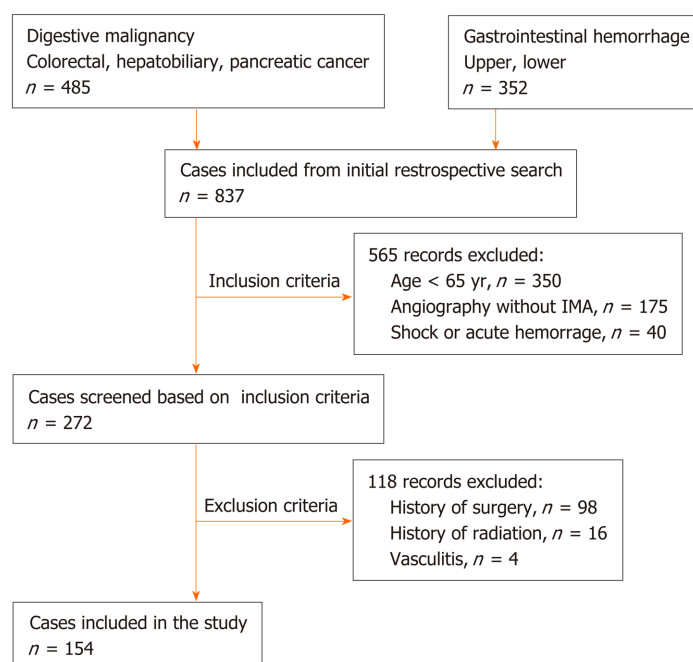 Digestive malignancy
Colorectal, hepatobiliary, pancreatic cancer
n = 485
Gastrointestinal hemorrhage
Upper, lower
n = 352
Cases included from initial restrospective search
n = 837
Inclusion criteria
565 records excluded:
Age < 65 yr, n = 350
Angiography without IMA, n = 175
Shock or acute hemorrage, n = 40
Cases screened based on inclusion criteria
n = 272
Exclusion criteria
118 records excluded:
History of surgery, n = 98
History of radiation, n = 16
Vasculitis, n = 4
Cases included in the study
n = 154